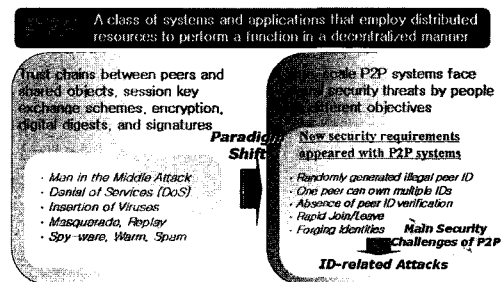 A class of systems and applications that employ distributed
resources to perform a function in a decentralized manner
Trust chains between peers and
shared objects, session key
exchange schemes, encryption,
digital digests, and signatures
- Man in the Middle Attack
- Denial of Services (DoS)
- Insertion of Viruses
- Masquerade, Replay
- Spy-ware, Warm, Spam
Paradigm
Shift
scale P2P systems face
security threats by people
different objectives
New security requirements
appeared with P2P systems
- Randomly generated illegal peer ID
- One peer can own multiple IDs
- Absence of peer ID verification
- Rapid Join/Leave
- Forging Identities
Main Security
Challenges of P2P
ID-related Attacks